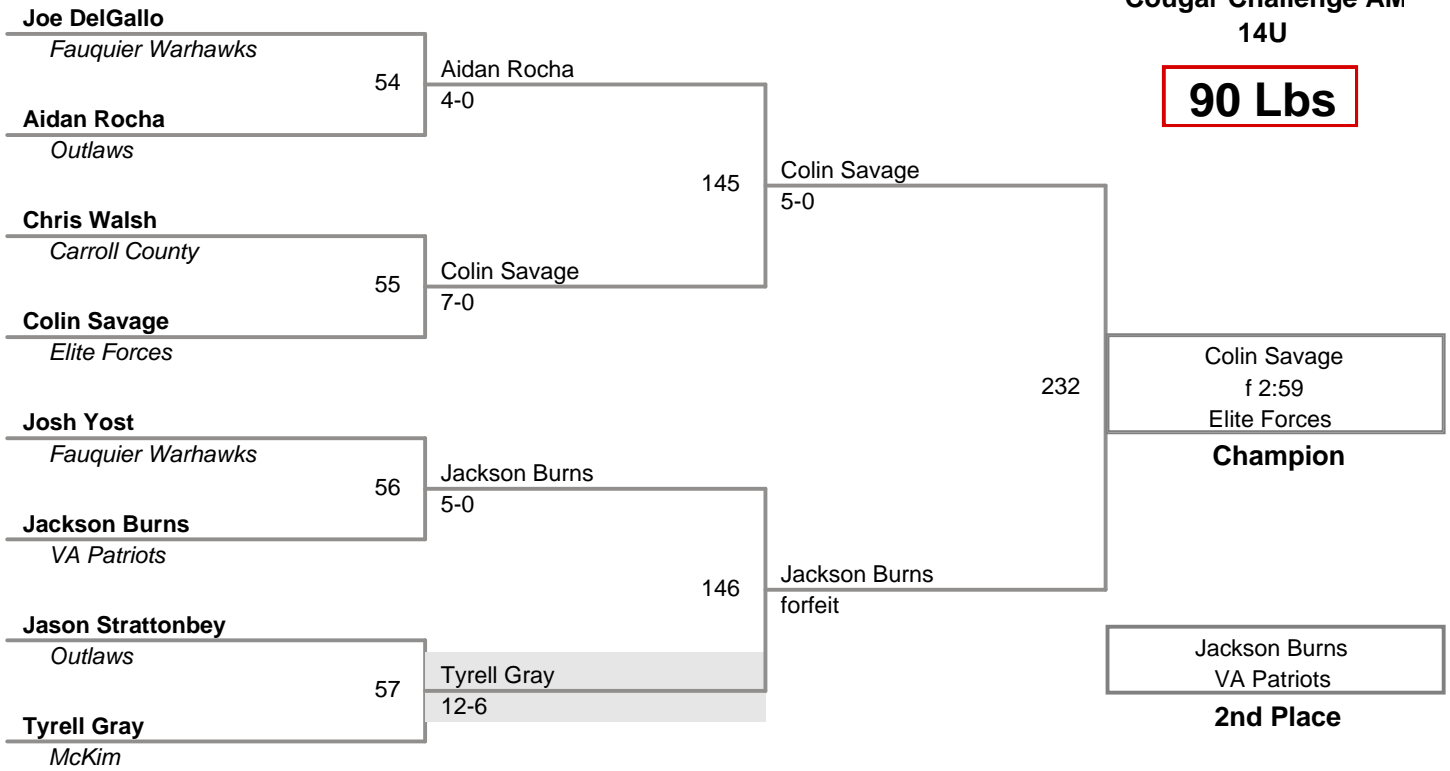 Cougar Challenge AM
14U
90 Lbs
Joe DelGallo
Fauquier Warhawks
54
Aidan Rocha
4-0
Aidan Rocha
Outlaws
145
Colin Savage
5-0
Chris Walsh
Carroll County
55
Colin Savage
7-0
Colin Savage
Elite Forces
232
Colin Savage
f 2:59
Elite Forces
Champion
Josh Yost
Fauquier Warhawks
56
Jackson Burns
5-0
Jackson Burns
VA Patriots
146
Jackson Burns
forfeit
Jason Strattonbey
Outlaws
57
Tyrell Gray
12-6
Tyrell Gray
McKim
Jackson Burns
VA Patriots
2nd Place